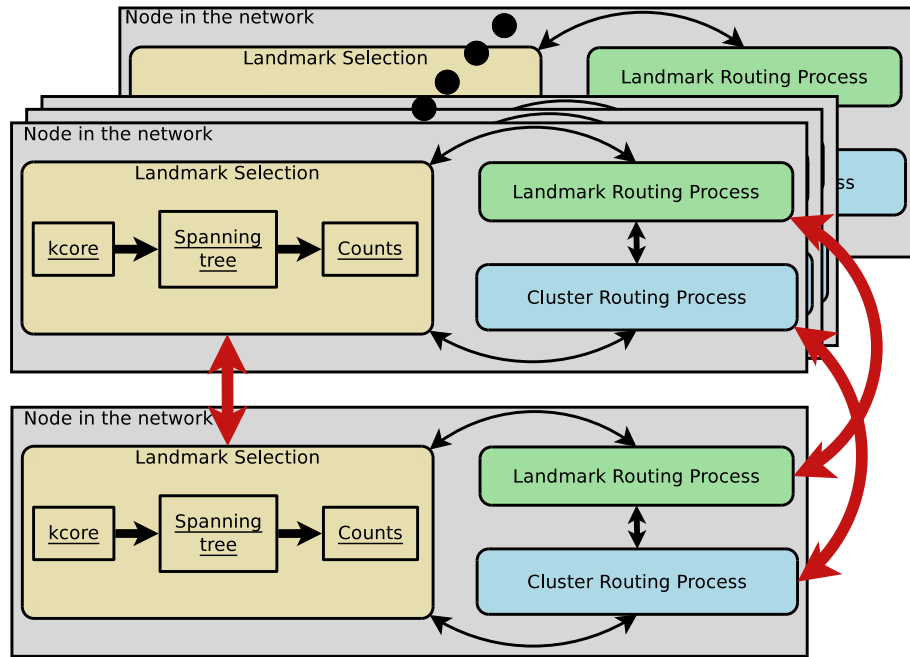 Node in the network
Landmark Selection
Landmark Routing Process
ess
Node in the network
Landmark Selection
kcore
Spanning
tree
Counts
Landmark Routing Process
Cluster Routing Process
Node in the network
Landmark Selection
kcore
Spanning
tree
Counts
Landmark Routing Process
Cluster Routing Process